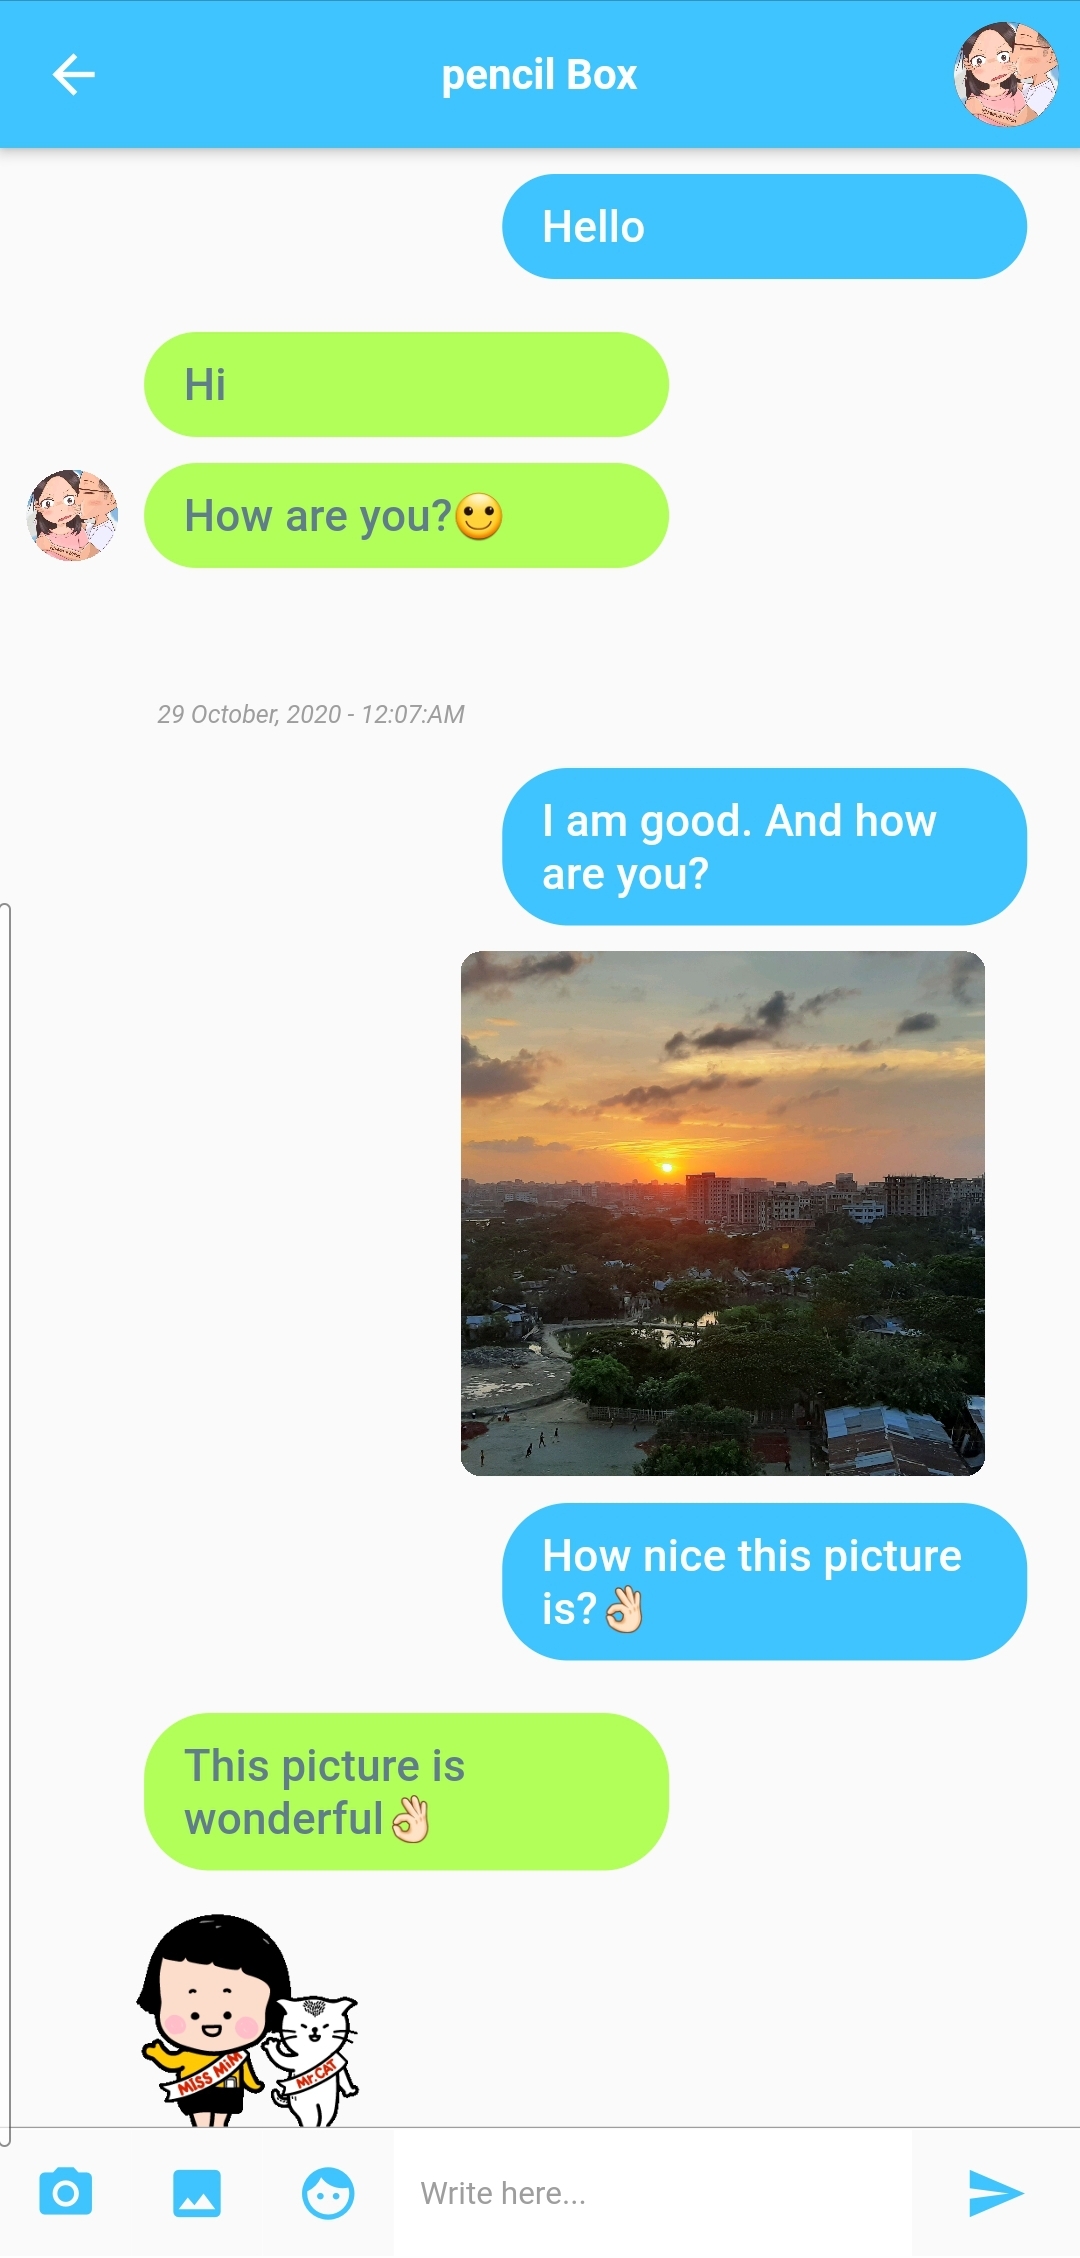 pencil Box
Hello
Hi
How are you?🙂
29 October, 2020 - 12:07:AM
I am good. And how
are you?
How nice this picture
is?👌🏻
This picture is
wonderful👌🏻
MISS MiM
Mr.CAT
Write here...